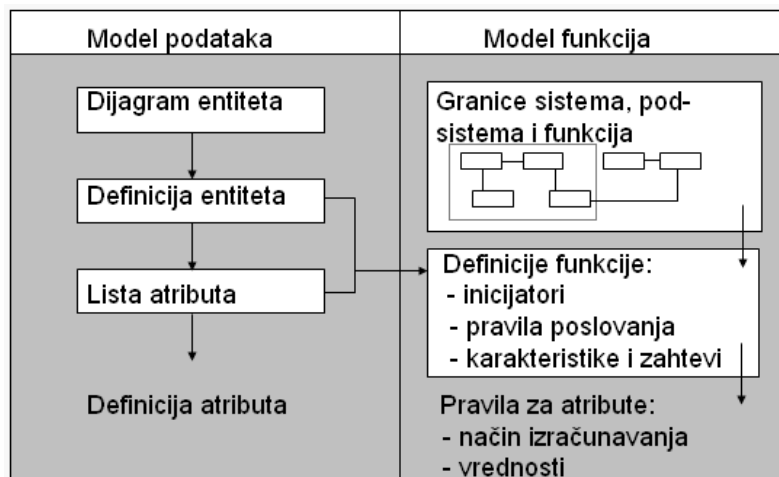 Model podataka
Dijagram entiteta
Definicija entiteta
Lista atributa
Definicija atributa
Model funkcija
Granice sistema, pod-
sistema i funkcija
Definicije funkcije:
- inicijatori
- pravila poslovanja
- karakteristike i zahtevi
Pravila za atribute:
- način izračunavanja
- vrednosti